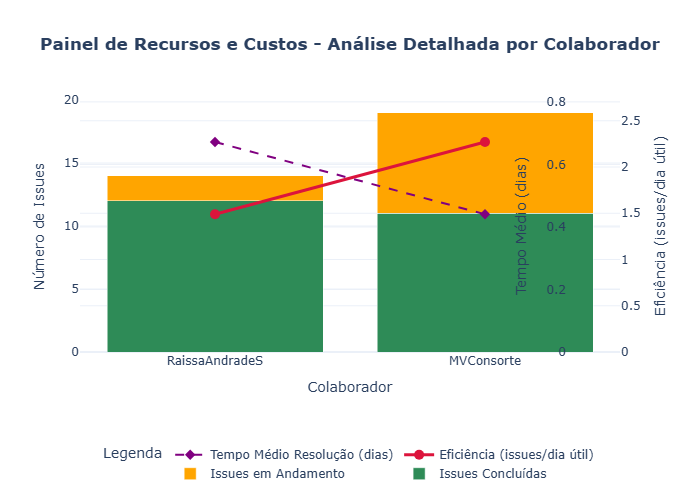 Painel de Recursos e Custos - Análise Detalhada por Colaborador
20
15
10
5
0
Número de Issues
0.8
0.6
0.4
0.2
0
Tempo Médio (dias)
2.5
2
1.5
1
0.5
0
Eficiência (issues/dia útil)
RaissaAndradeS
MVConsorte
Colaborador
Legenda
Tempo Médio Resolução (dias)
Eficiência (issues/dia útil)
Issues em Andamento
Issues Concluídas